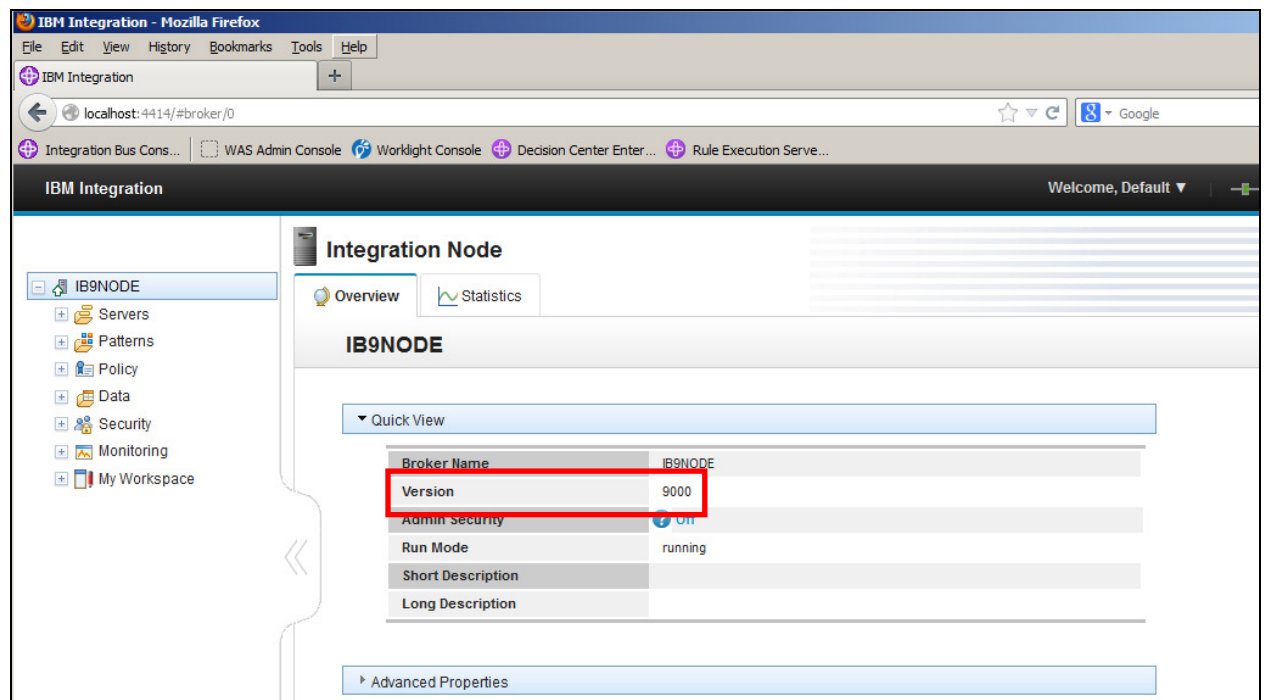 IBM Integration - Mozilla Firefox
File Edit View History Bookmarks Tools Help
IBM Integration +
localhost:4414/#broker/0 Google
Integration Bus Cons... WAS Admin Console Worklight Console Decision Center Enter... Rule Execution Serve...
IBM Integration Welcome, Default
Integration Node
Overview Statistics
IB9NODE
Servers
Patterns
Policy
Data
Security
Monitoring
My Workspace
IB9NODE
Quick View
Broker Name IB9NODE
Version 9000
Admin Security Off
Run Mode running
Short Description
Long Description
Advanced Properties